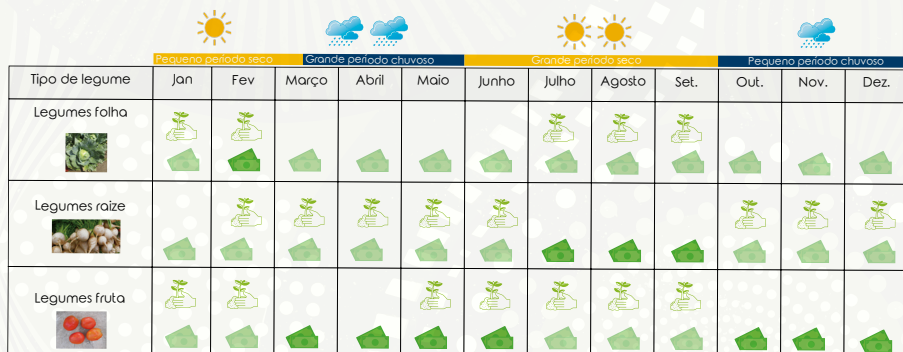 Pequeno período seco Grande período chuvoso Grande período seco Pequeno período chuvoso
Tipo de legume Jan Fev Março Abril Maio Junho Julho Agosto Set. Out. Nov. Dez.
Legumes folha
Legumes raize
Legumes fruta